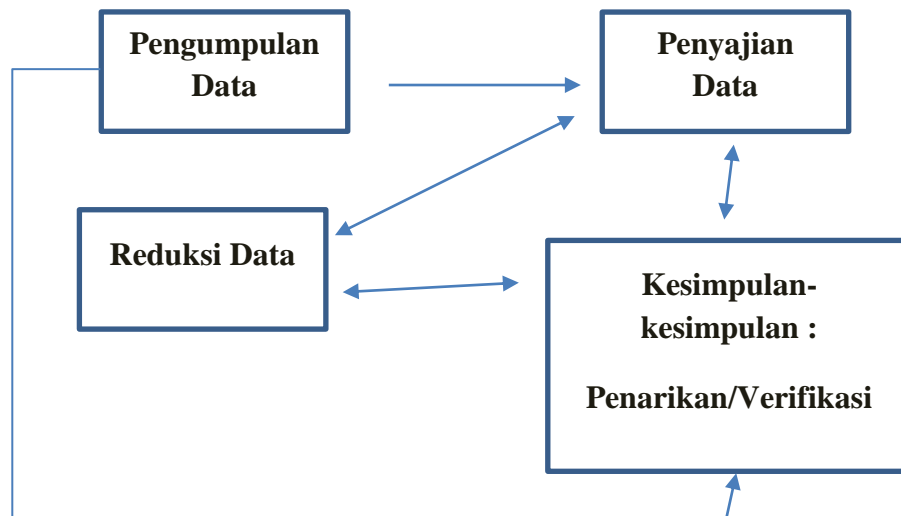 Pengumpulan
Data
Penyajian
Data
Reduksi Data
Kesimpulan-
kesimpulan :
Penarikan/Verifikasi